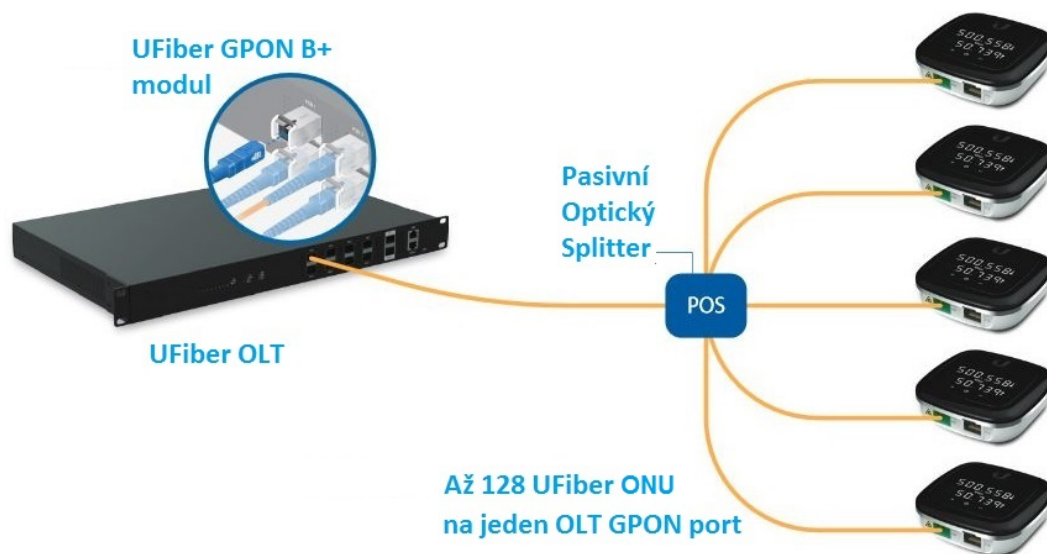 UFiber GPON B+
modul
UFiber OLT
Pasivní
Optický
Splitter
POS
Až 128 UFiber ONU
na jeden OLT GPON port